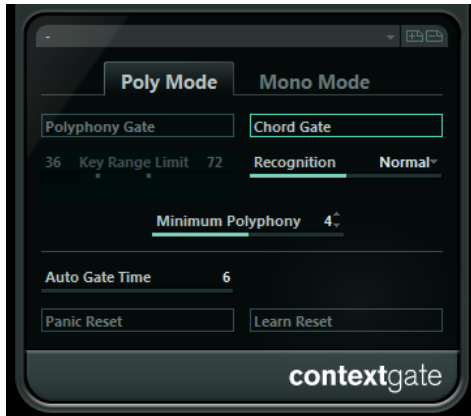 -
Poly Mode Mono Mode
Polyphony Gate Chord Gate
36 Key Range Limit 72 Recognition Normal
Minimum Polyphony 4
Auto Gate Time 6
Panic Reset Learn Reset
contextgate